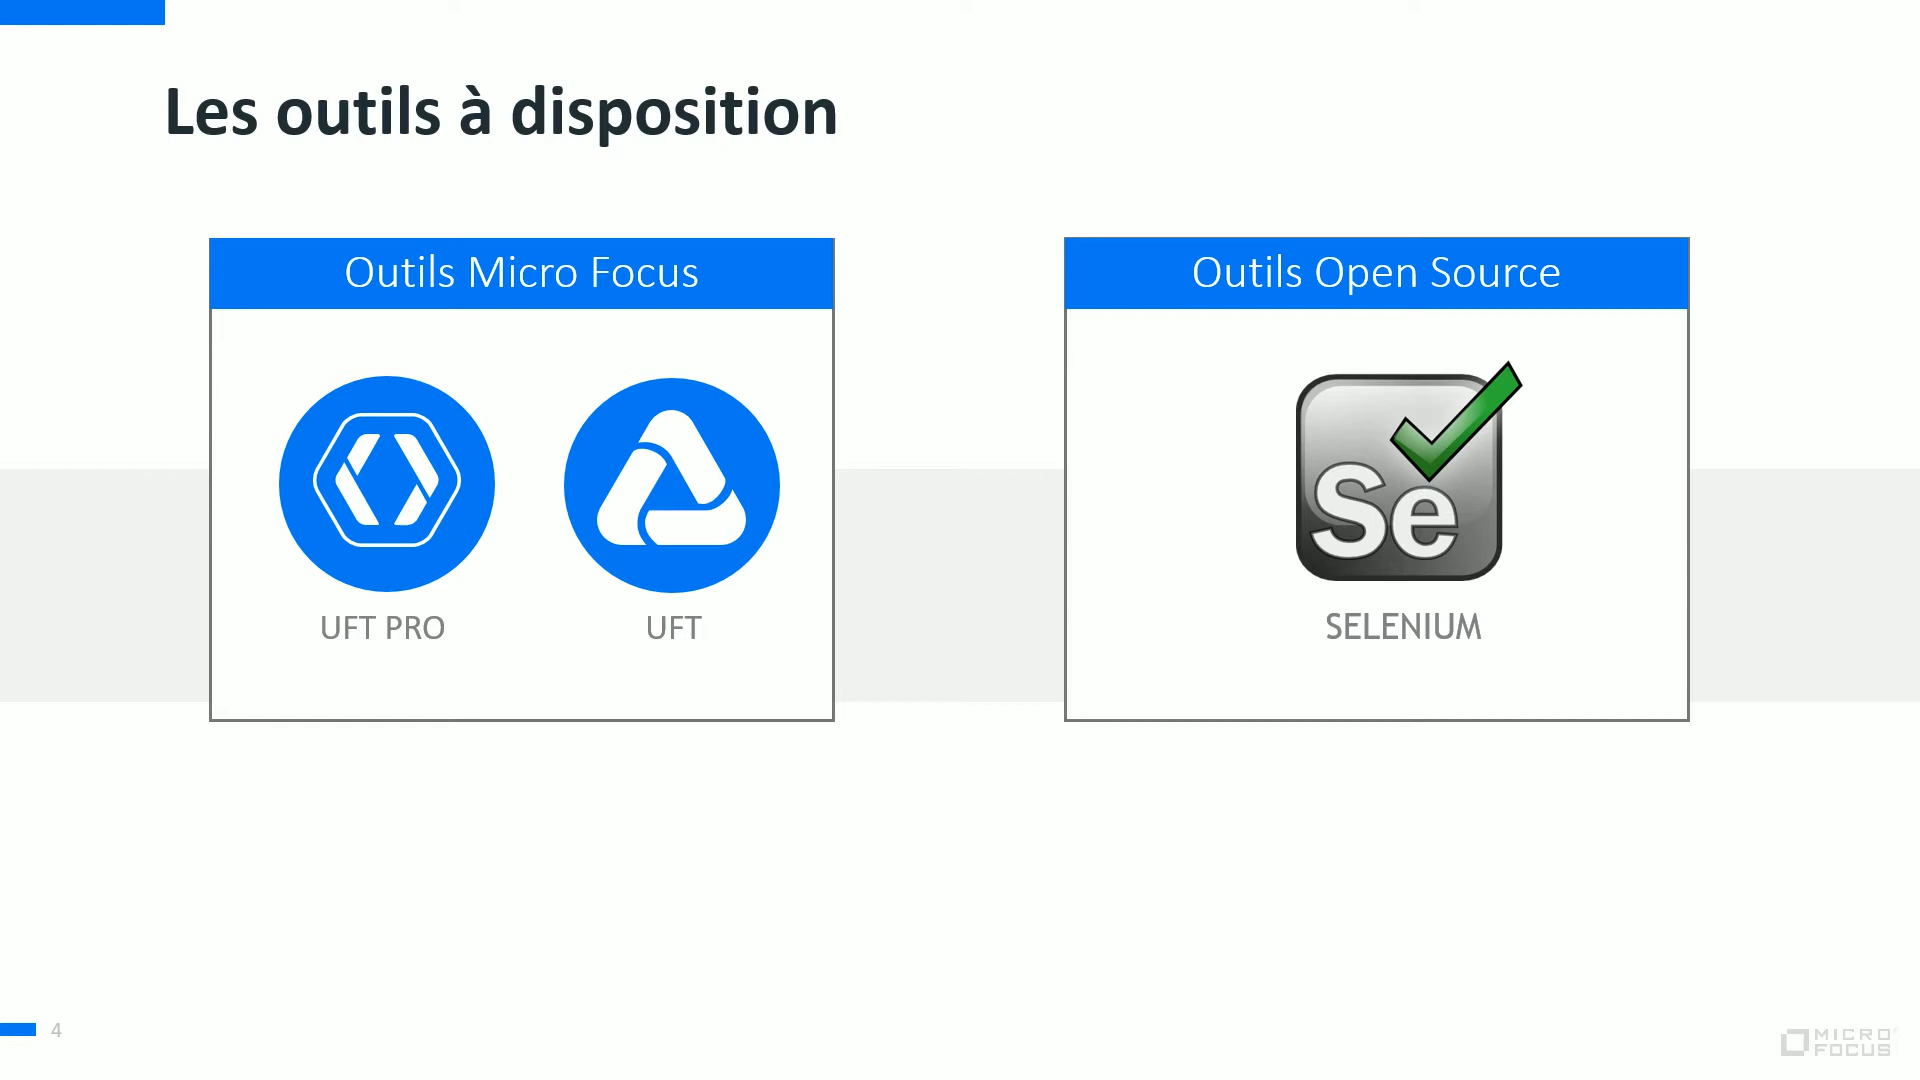 Les outils à disposition
Outils Micro Focus
UFT PRO
UFT
Outils Open Source
Se
SELENIUM
4
MICRO
FOCUS